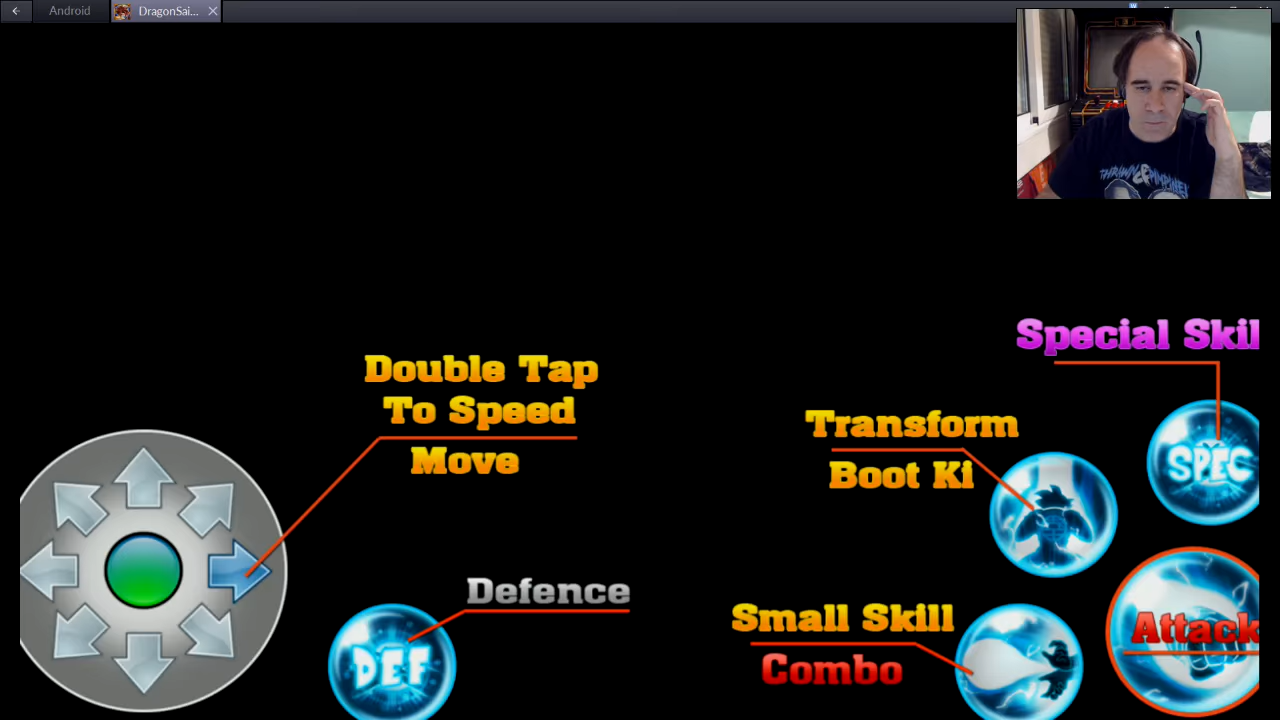 Android
DragonSai...
Special Skil
Double Tap
To Speed
Move
Transform
Boot Ki
SPEC
Defence
DEF
Small Skill
Combo
Attack